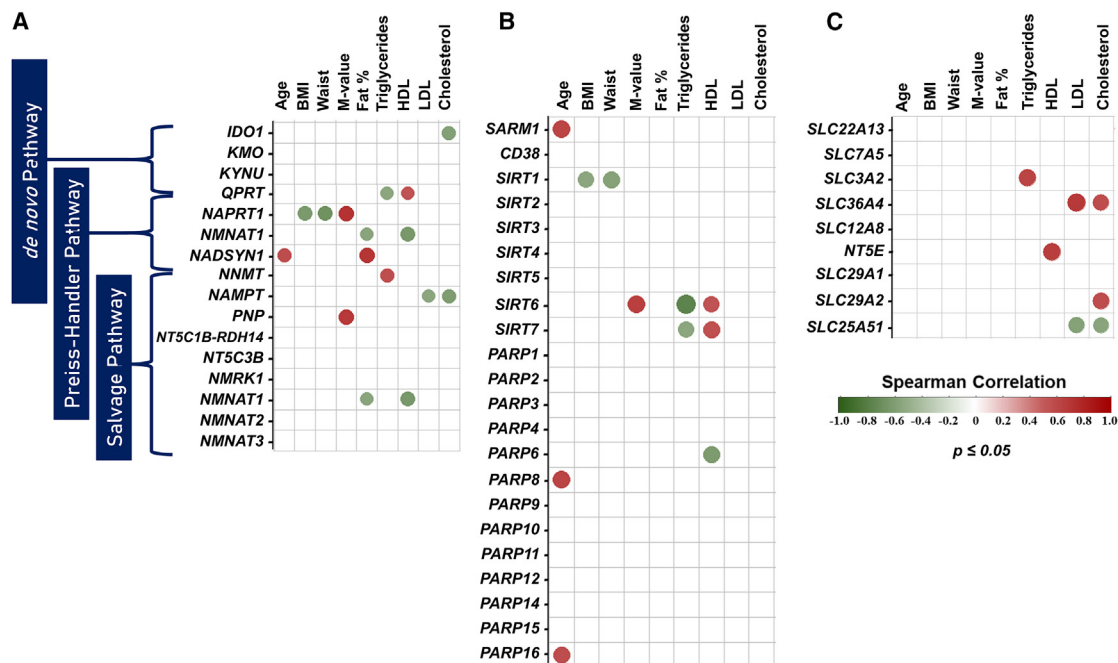 A
B
C
de novo Pathway
Preiss-Handler Pathway
Salvage Pathway
Age
BMI
Waist
M-value
Fat %
Triglycerides
HDL
LDL
Cholesterol
IDO1
KMO
KYNU
QPRT
NAPRT1
NMNAT1
NADSYN1
NNMT
NAMPT
PNP
NT5C1B-RDH14
NT5C3B
NMRK1
NMNAT1
NMNAT2
NMNAT3
Age
BMI
Waist
M-value
Fat %
Triglycerides
HDL
LDL
Cholesterol
SARM1
CD38
SIRT1
SIRT2
SIRT3
SIRT4
SIRT5
SIRT6
SIRT7
PARP1
PARP2
PARP3
PARP4
PARP6
PARP8
PARP9
PARP10
PARP11
PARP12
PARP14
PARP15
PARP16
Age
BMI
Waist
M-value
Fat %
Triglycerides
HDL
LDL
Cholesterol
SLC22A13
SLC7A5
SLC3A2
SLC36A4
SLC12A8
NT5E
SLC29A1
SLC29A2
SLC25A51
Spearman Correlation
-1.0 -0.8 -0.6 -0.4 -0.2 0 0.2 0.4 0.6 0.8 1.0
p ≤ 0.05